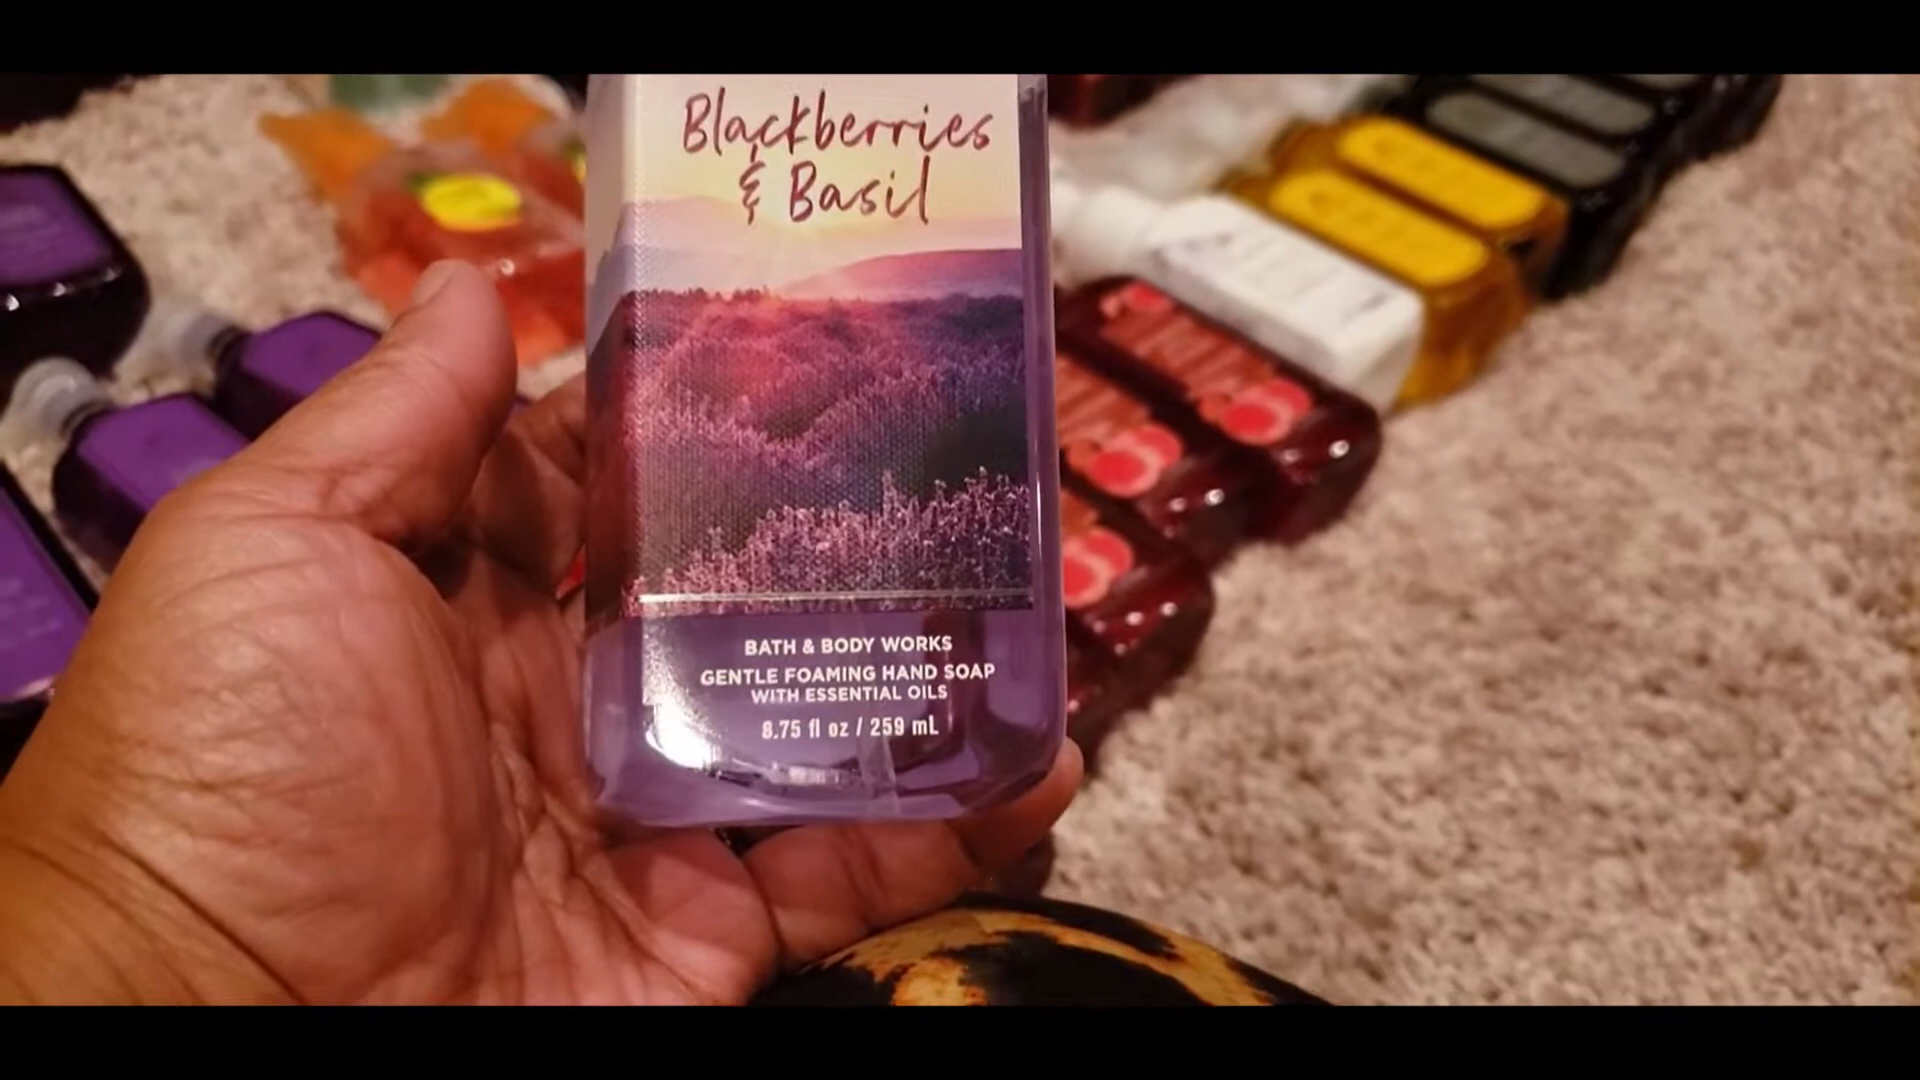 Blackberries
& Basil
BATH & BODY WORKS
GENTLE FOAMING HAND SOAP
WITH ESSENTIAL OILS
8.75 fl oz / 259 mL